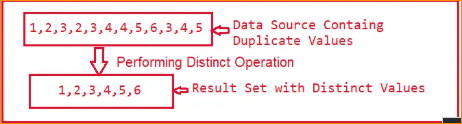 1,2,3,2,3,4,4,5,6,3,4,5
Data Source Containg
Duplicate Values
Performing Distinct Operation
1,2,3,4,5,6
Result Set with Distinct Values